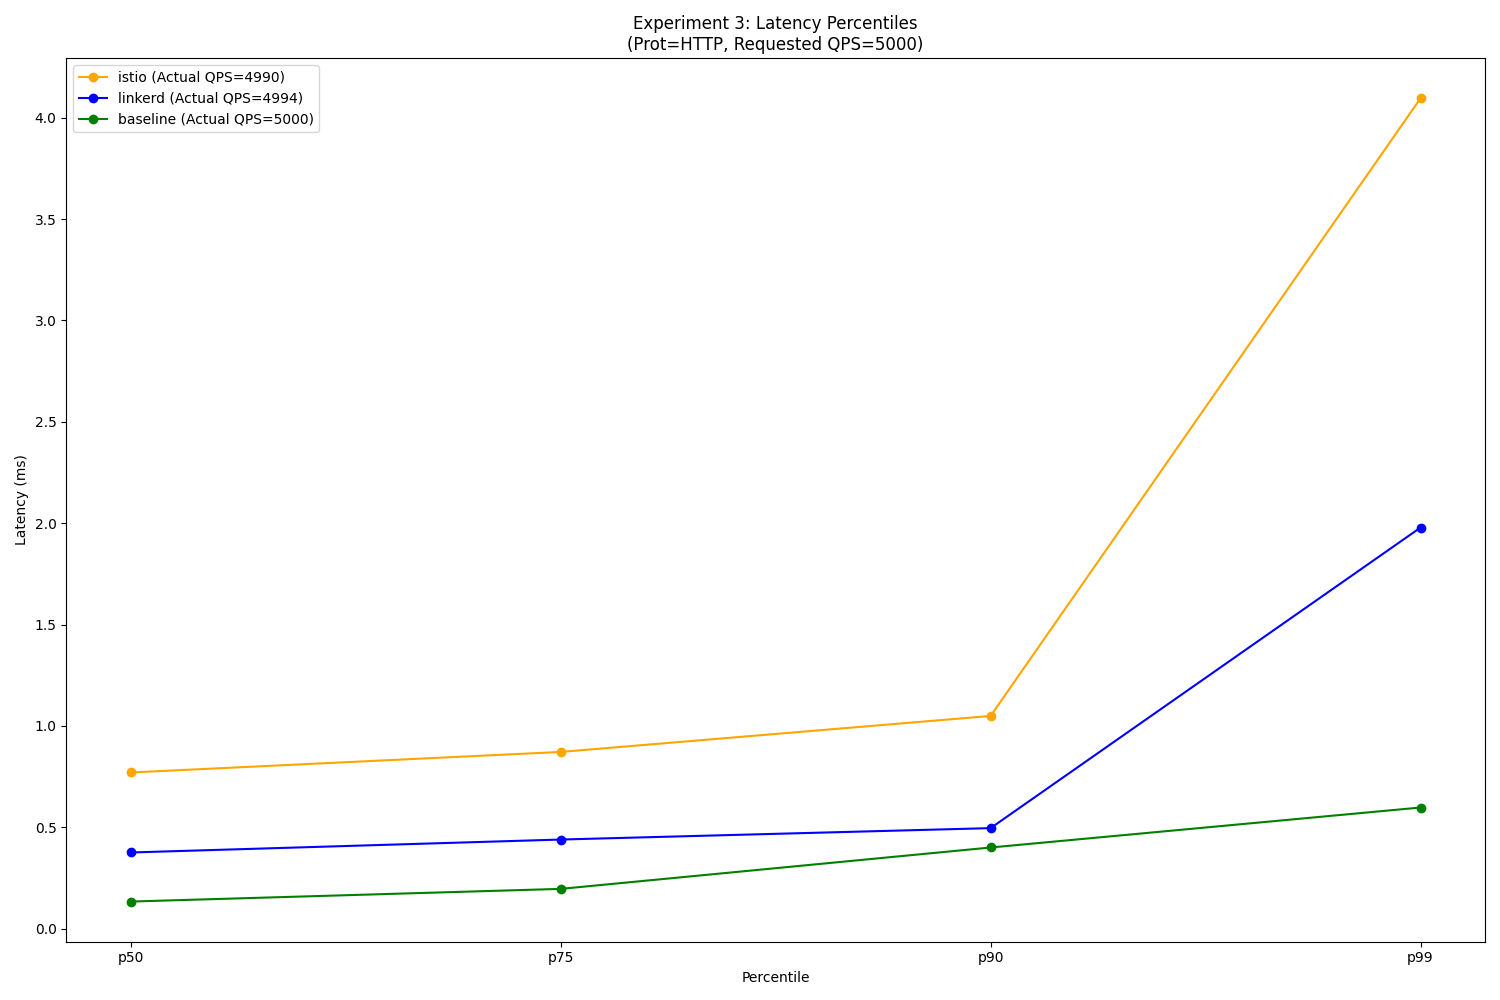 Experiment 3: Latency Percentiles
(Prot=HTTP, Requested QPS=5000)
istio (Actual QPS=4990)
linkerd (Actual QPS=4994)
baseline (Actual QPS=5000)
4.0
3.5
3.0
2.5
2.0
1.5
1.0
0.5
0.0
Latency (ms)
p50
p75
p90
p99
Percentile